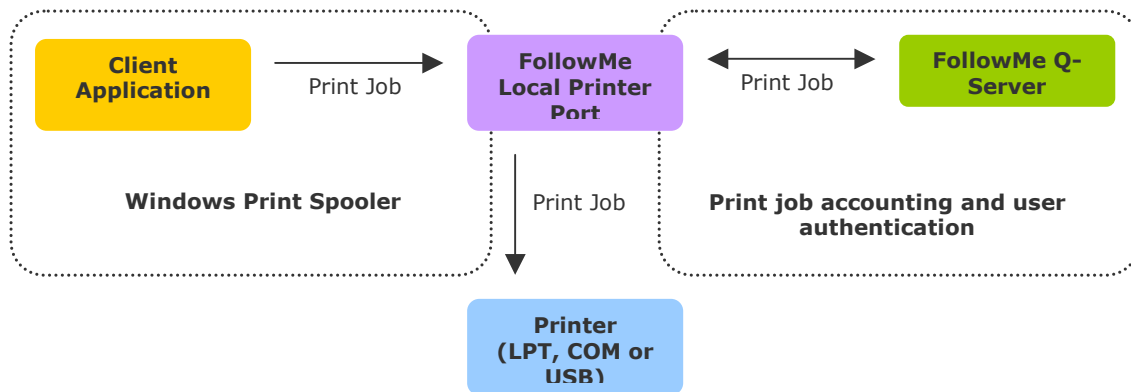 Client
Application
Print Job
FollowMe
Local Printer
Port
Print Job
FollowMe Q-
Server
Windows Print Spooler
Print Job
Print job accounting and user
authentication
Printer
(LPT, COM or
USB)